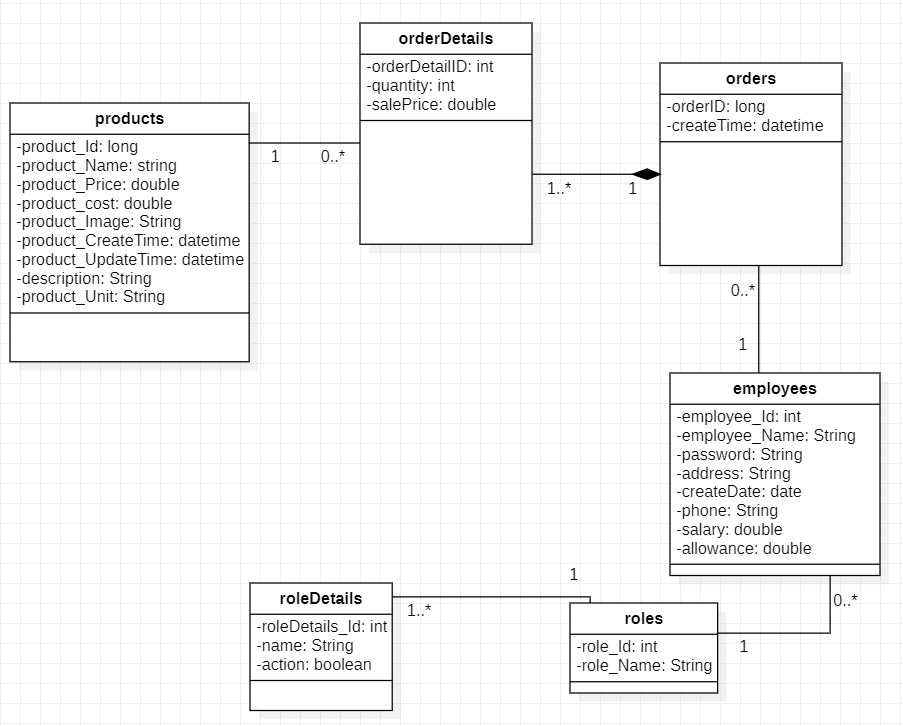 orderDetails
-orderDetailID: int
-quantity: int
-salePrice: double
orders
-orderID: long
-createTime: datetime
products
-product_Id: long
-product_Name: string
-product_Price: double
-product_cost: double
-product_Image: String
-product_CreateTime: datetime
-product_UpdateTime: datetime
-description: String
-product_Unit: String
1
0..*
1..*
1
0..*
1
employees
-employee_Id: int
-employee_Name: String
-password: String
-address: String
-createDate: date
-phone: String
-salary: double
-allowance: double
0..*
1
roles
-role_Id: int
-role_Name: String
1
1..*
roleDetails
-roleDetails_Id: int
-name: String
-action: boolean